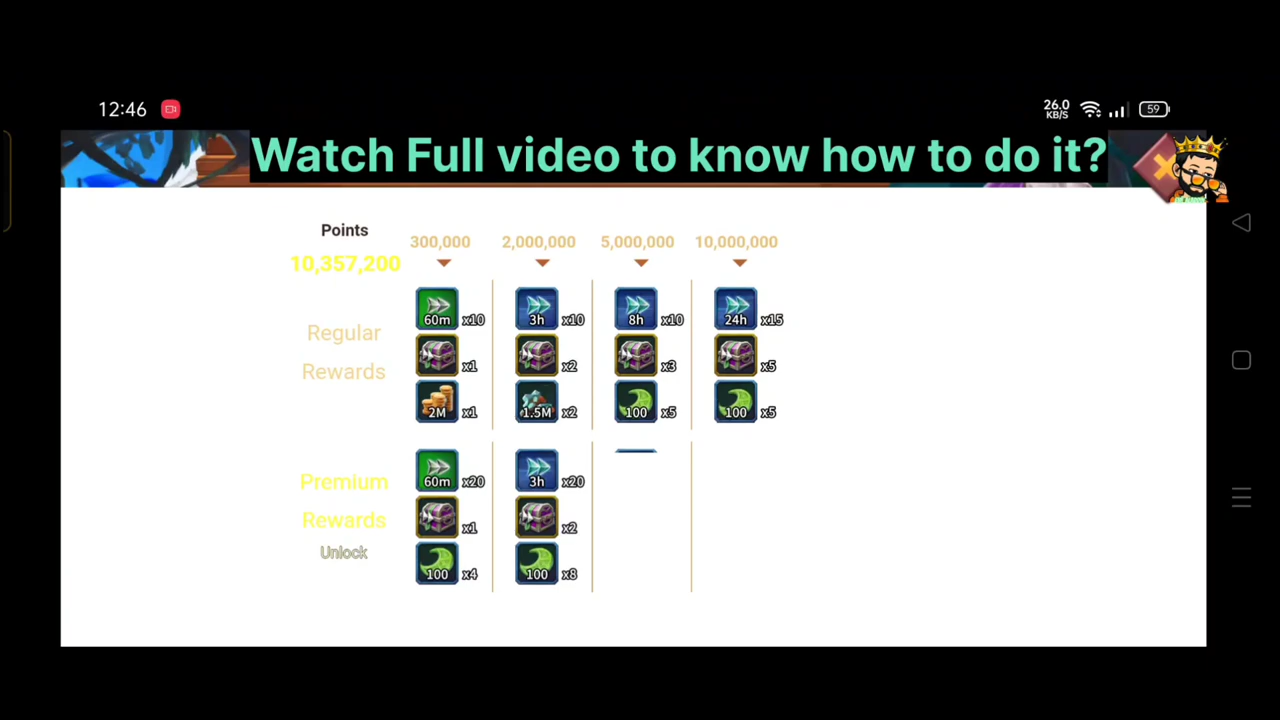 12:46
26.0
KB/S
59
Watch Full video to know how to do it?
Points
300,000 2,000,000 5,000,000 10,000,000
10,357,200
60m x10 3h x10 8h x10 24h x15
Regular
x1 x2 x3 x5
Rewards
2M x1 1.5M x2 100 x5 100 x5
60m x20 3h x20
Premium
x1 x2
Rewards
Unlock
100 x4 100 x8